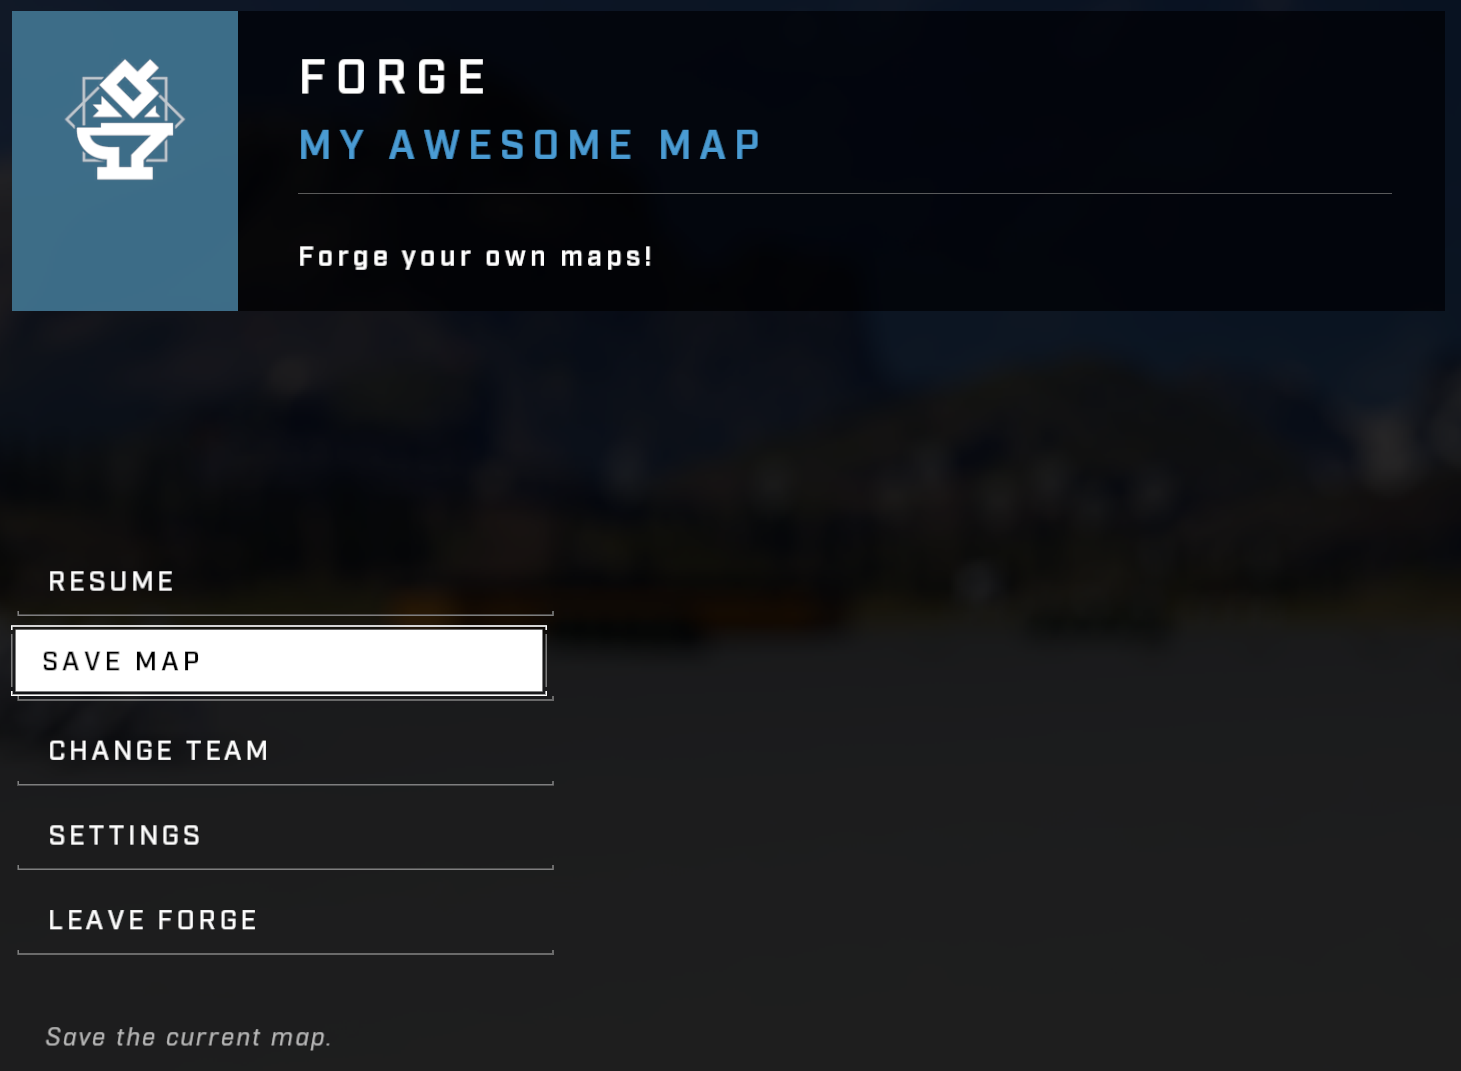 FORGE
MY AWESOME MAP
Forge your own maps!
RESUME
SAVE MAP
CHANGE TEAM
SETTINGS
LEAVE FORGE
Save the current map.